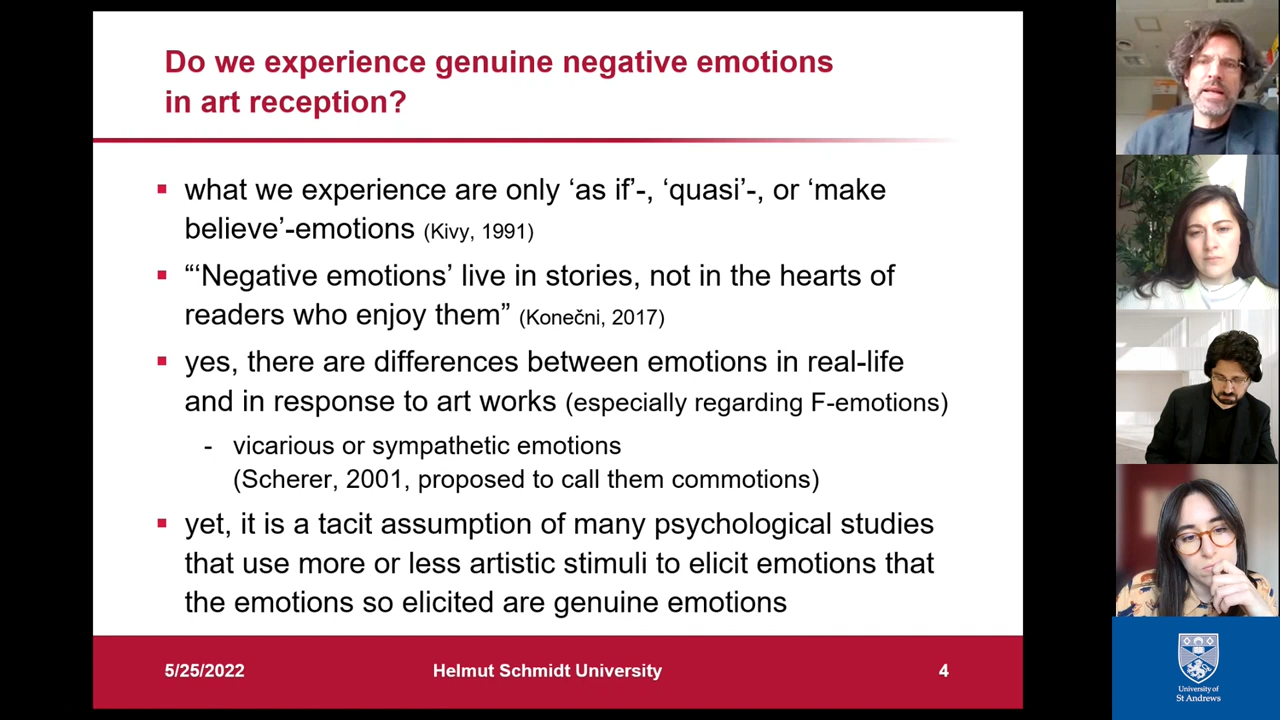 Do we experience genuine negative emotions
in art reception?
▪ what we experience are only ‘as if’-, ‘quasi’-, or ‘make
believe’-emotions (Kivy, 1991)
▪ “‘Negative emotions’ live in stories, not in the hearts of
readers who enjoy them” (Konečni, 2017)
▪ yes, there are differences between emotions in real-life
and in response to art works (especially regarding F-emotions)
- vicarious or sympathetic emotions
(Scherer, 2001, proposed to call them commotions)
▪ yet, it is a tacit assumption of many psychological studies
that use more or less artistic stimuli to elicit emotions that
the emotions so elicited are genuine emotions
5/25/2022 Helmut Schmidt University 4
University of
St Andrews